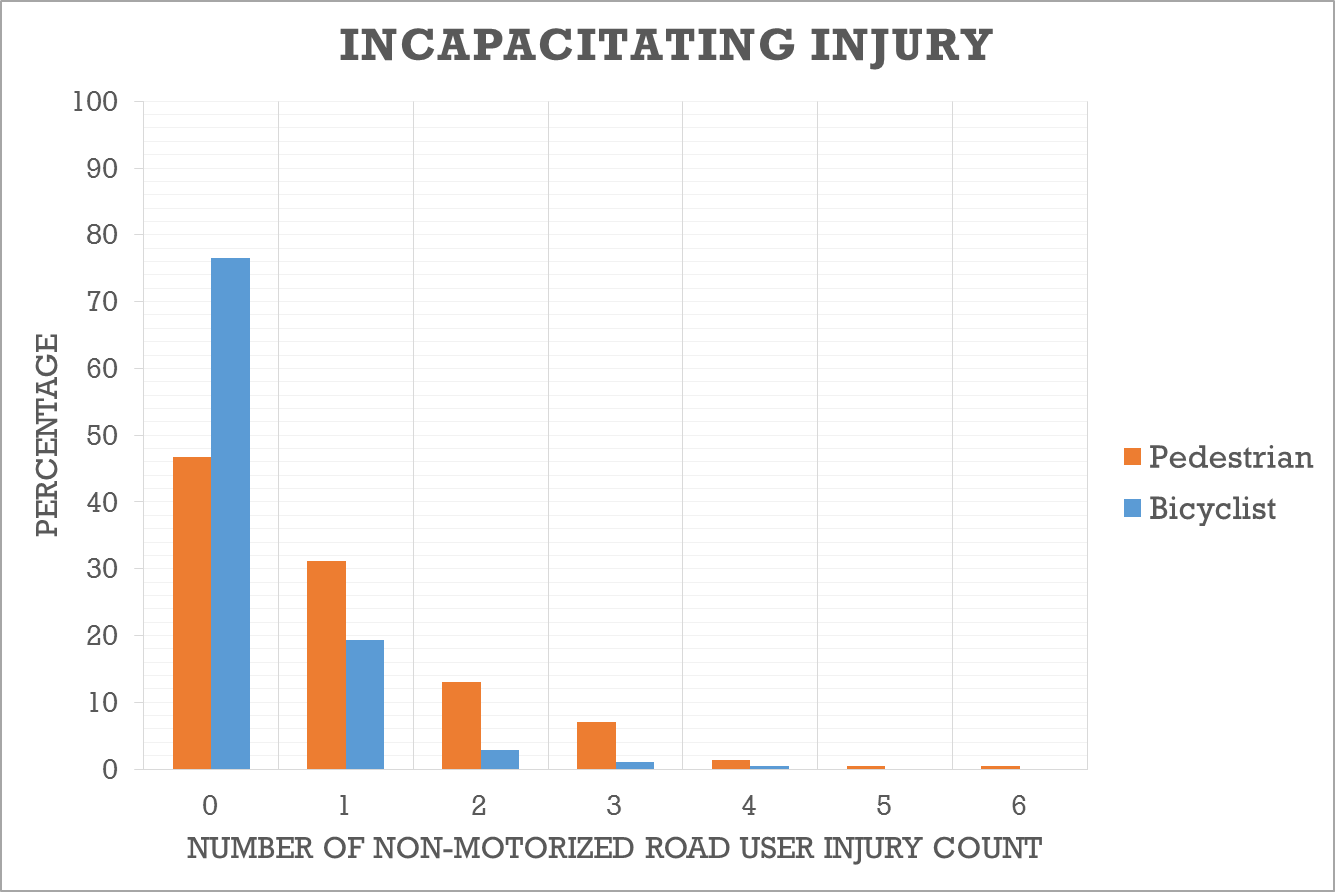 INCAPACITATING INJURY
100
90
80
70
60
50
40
30
20
10
0
PERCENTAGE
0 1 2 3 4 5 6
NUMBER OF NON-MOTORIZED ROAD USER INJURY COUNT
Pedestrian
Bicyclist